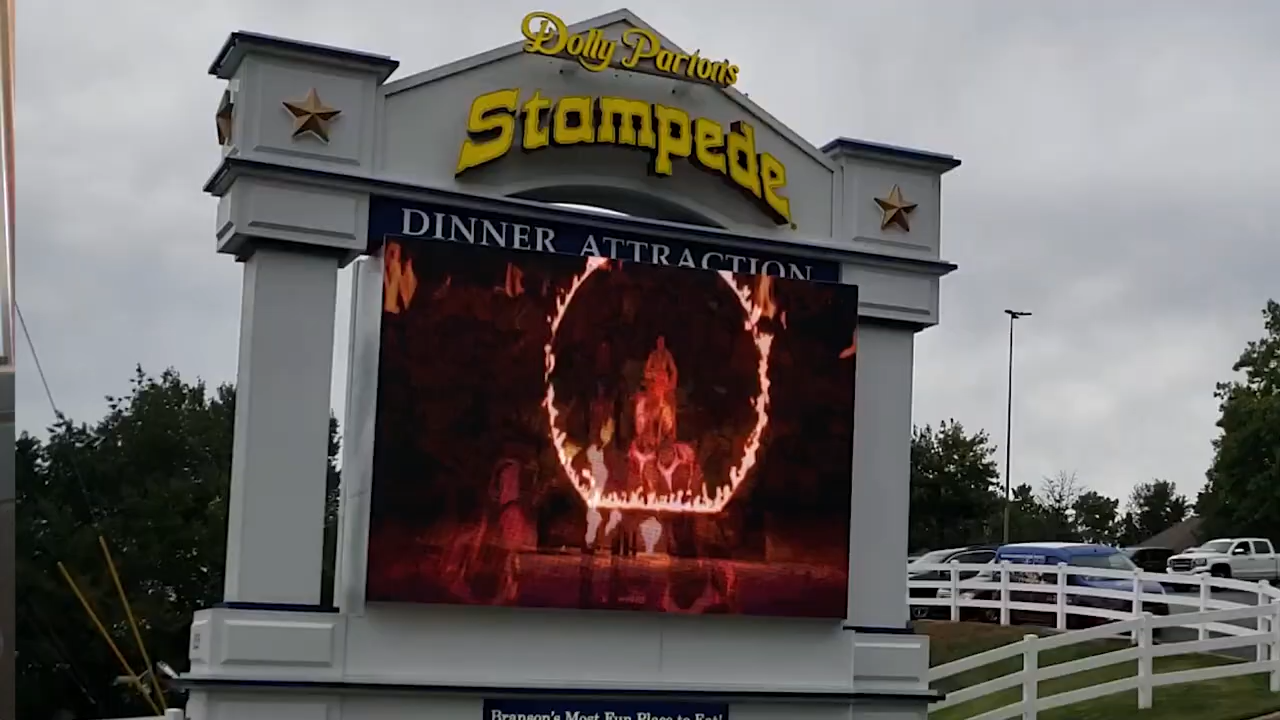 Dolly Parton's
Stampede
DINNER ATTRACTION
Branson's Most Fun Place to Eat!